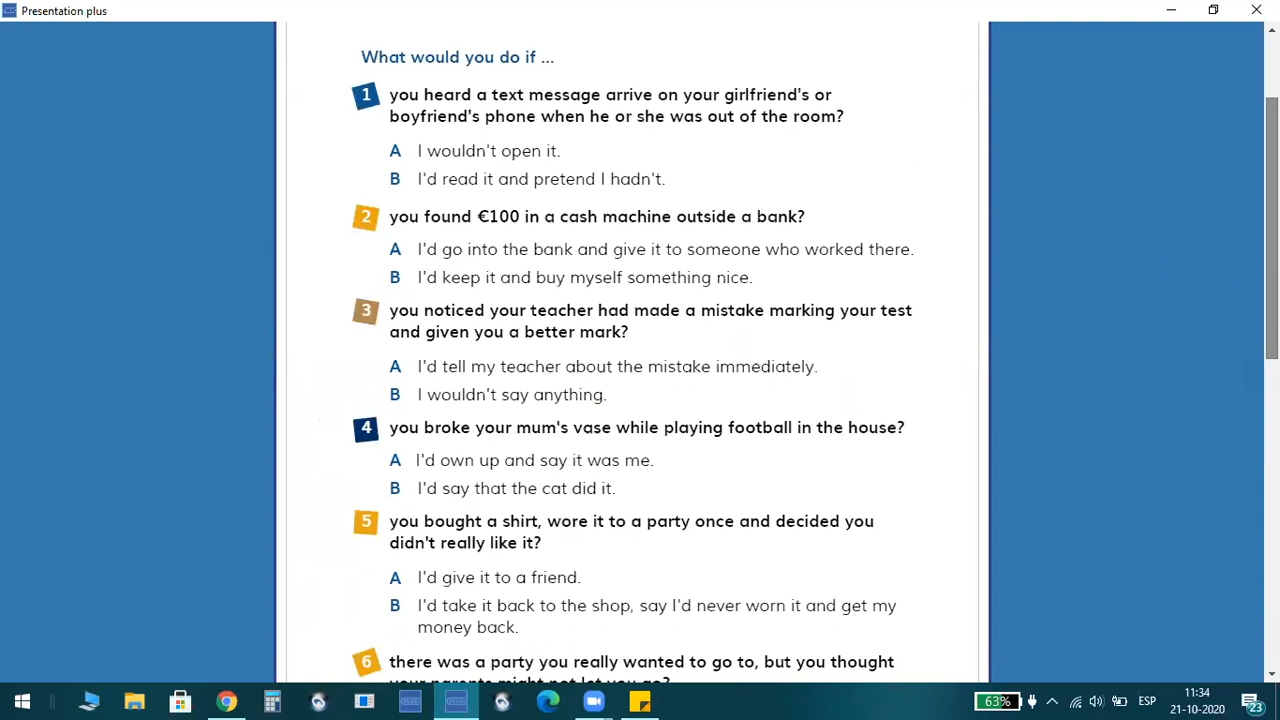 Presentation plus
What would you do if ...
1 you heard a text message arrive on your girlfriend's or
boyfriend's phone when he or she was out of the room?
A I wouldn't open it.
B I'd read it and pretend I hadn't.
2 you found €100 in a cash machine outside a bank?
A I'd go into the bank and give it to someone who worked there.
B I'd keep it and buy myself something nice.
3 you noticed your teacher had made a mistake marking your test
and given you a better mark?
A I'd tell my teacher about the mistake immediately.
B I wouldn't say anything.
4 you broke your mum's vase while playing football in the house?
A I'd own up and say it was me.
B I'd say that the cat did it.
5 you bought a shirt, wore it to a party once and decided you
didn't really like it?
A I'd give it to a friend.
B I'd take it back to the shop, say I'd never worn it and get my
money back.
6 there was a party you really wanted to go to, but you thought
your parents might not let you go?
63% ESP 11:34
21-10-2020 23